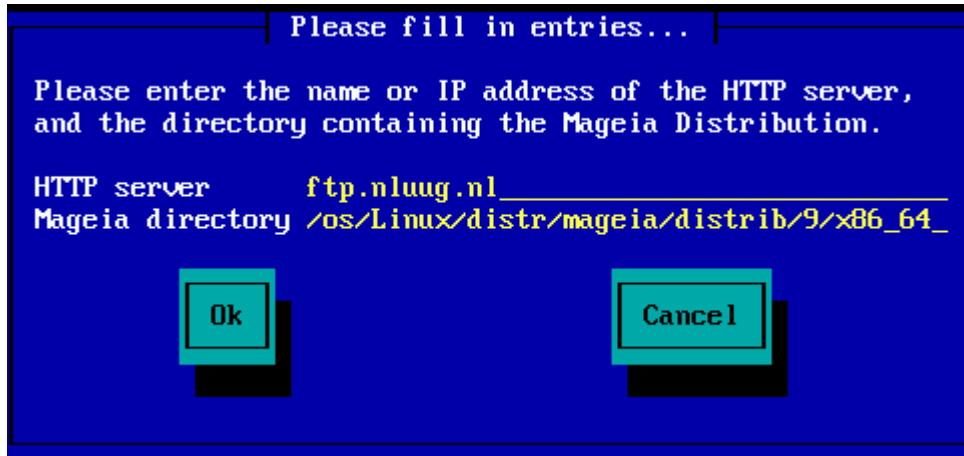 Please fill in entries...
Please enter the name or IP address of the HTTP server,
and the directory containing the Mageia Distribution.
HTTP server ftp.nluug.nl
Mageia directory /os/Linux/distr/mageia/distrib/9/x86_64_
Ok Cancel